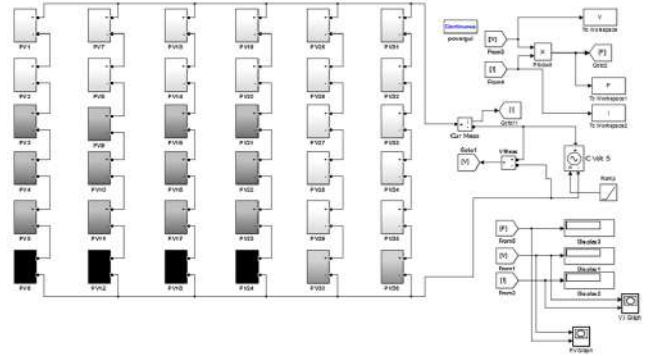 PV1
PV7
PV13
PV19
PV25
PV31
PV2
PV8
PV14
PV20
PV26
PV32
PV3
PV9
PV15
PV21
PV27
PV33
PV4
PV10
PV16
PV22
PV28
PV34
PV5
PV11
PV17
PV23
PV29
PV35
PV6
PV12
PV18
PV24
PV30
PV36
Continuous
powergui
[V]
From3
[I]
From4
X
Product
V
To Workspace
[P]
Goto2
P
To Workspace1
I
To Workspace2
[I]
Goto11
Cur Meas
Goto1
[V]
V Meas
C Volt S
Ramp
[P]
From5
Display3
[V]
From1
Display1
[I]
From2
Display2
V-I Graph
P-V Graph